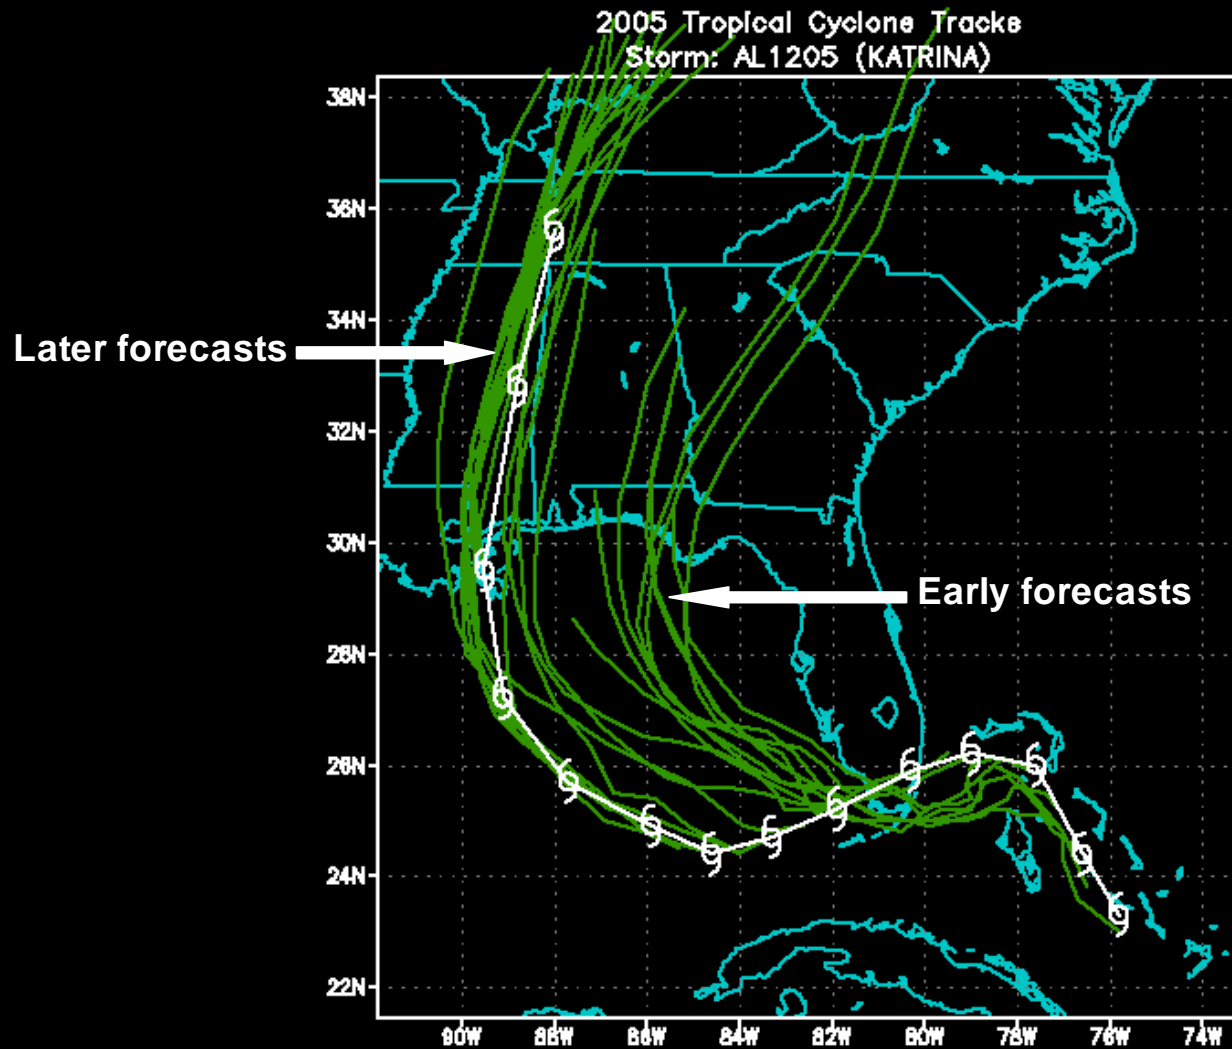 2005 Tropical Cyclone Tracks
Storm: AL1205 (KATRINA)
38N
36N
34N
Later forecasts
32N
30N
Early forecasts
28N
26N
24N
22N
90W 88W 86W 84W 82W 80W 78W 76W 74W